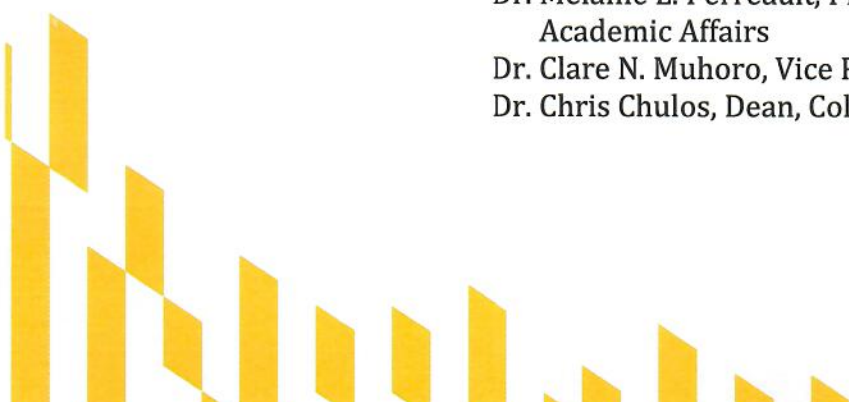 Academic Affairs
Dr. Clare N. Muhoro, Vice
Dr. Chris Chulos, Dean,